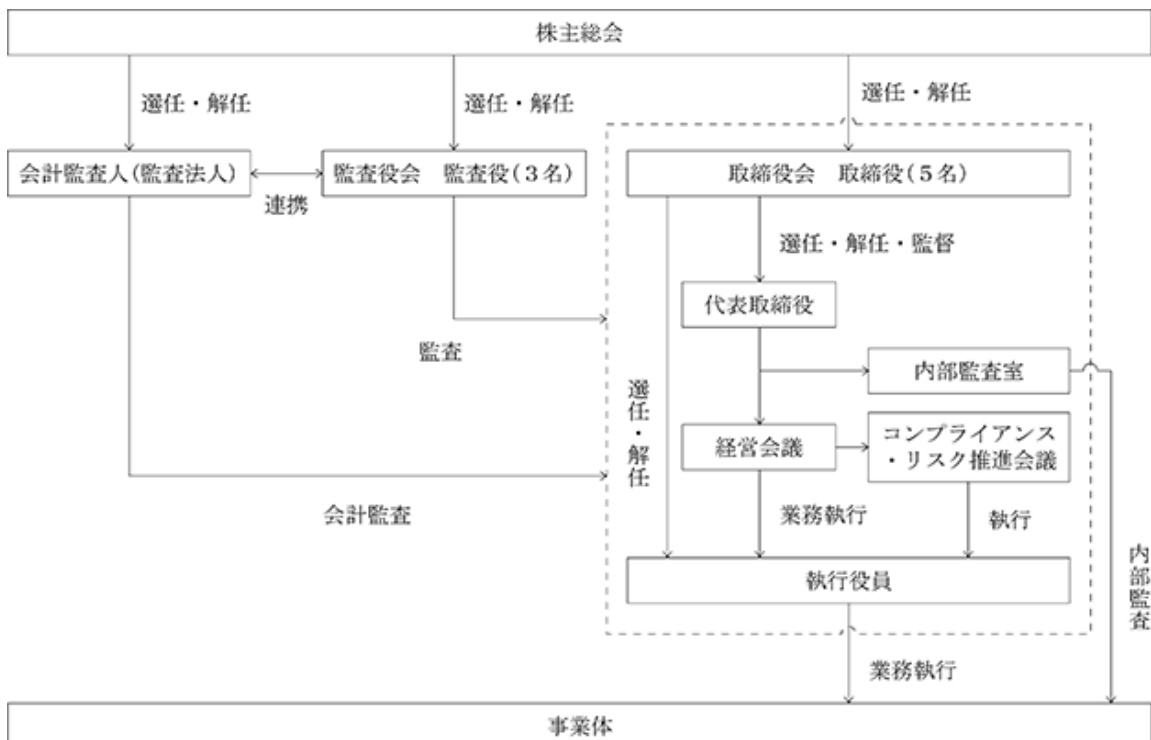 株主総会
選任・解任
選任・解任
選任・解任
会計監査人(監査法人)
連携
監査役会　監査役(３名)
取締役会　取締役(５名)
選任・解任・監督
代表取締役
監査
内部監査室
選任・解任
経営会議
コンプライアンス
・リスク推進会議
会計監査
業務執行
執行
執行役員
内部監査
業務執行
事業体